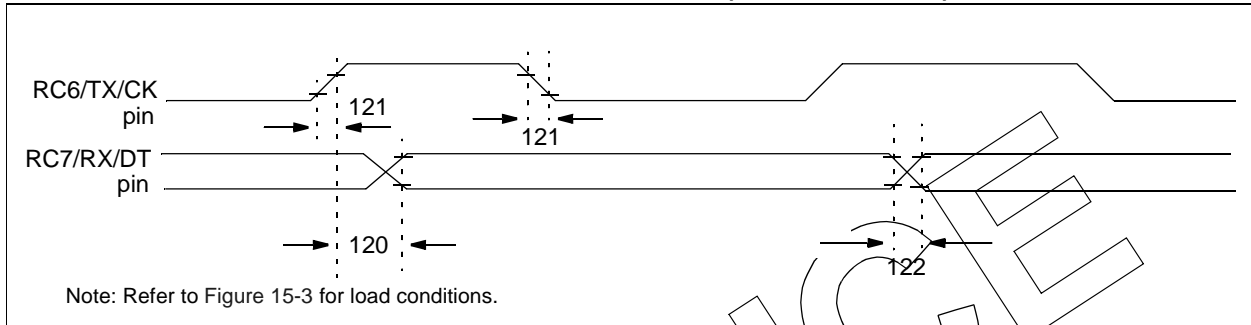 RC6/TX/CK
pin
121
121
RC7/RX/DT
pin
120
122
Note: Refer to Figure 15-3 for load conditions.